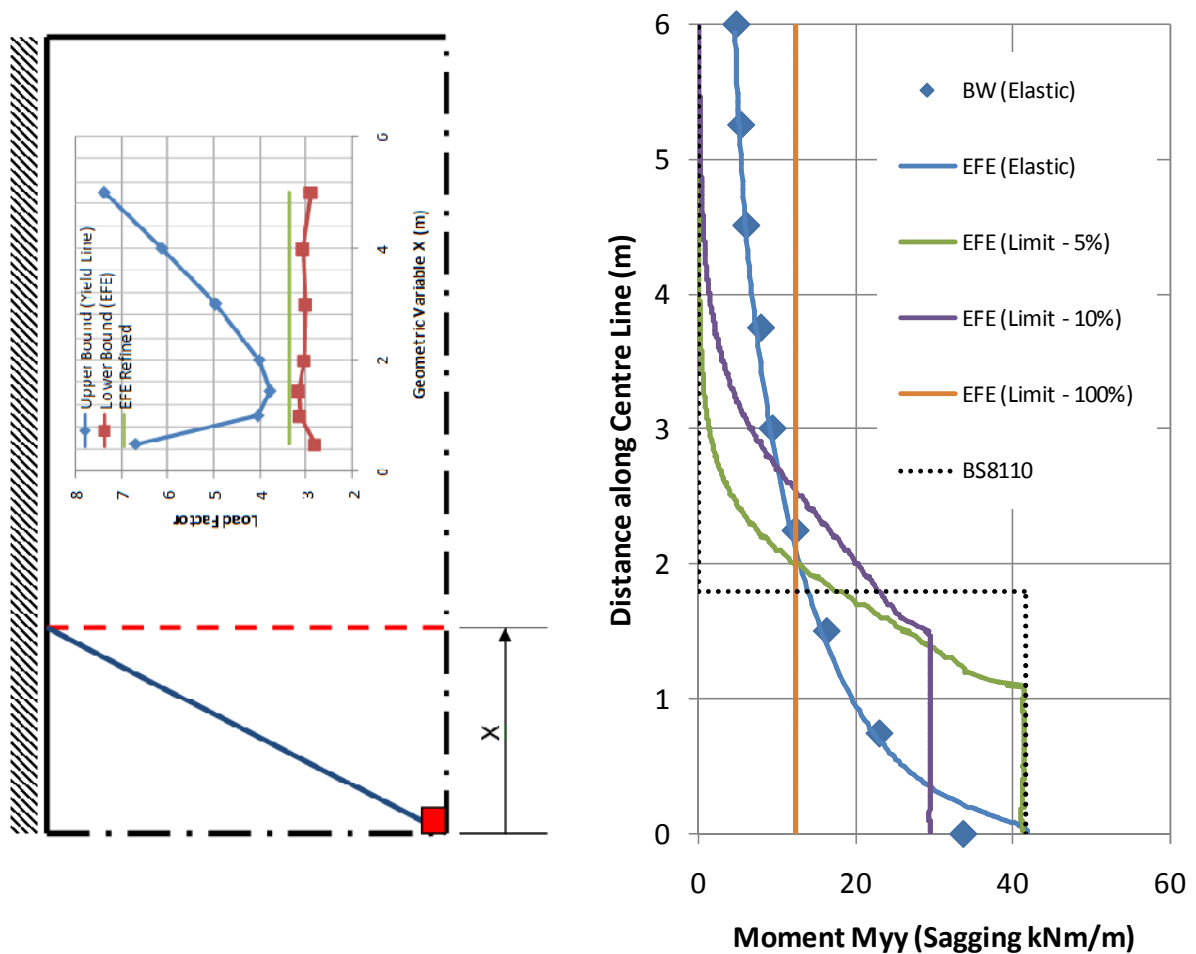 Upper Bound (Yield Line)
Lower Bound (EFE)
EFE Refined
0
2
4
6
Geometric Variable X (m)
8
7
6
5
4
3
2
Load Factor
X
6
5
4
3
2
1
0
Distance along Centre Line (m)
BW (Elastic)
EFE (Elastic)
EFE (Limit - 5%)
EFE (Limit - 10%)
EFE (Limit - 100%)
BS8110
0
20
40
60
Moment Myy (Sagging kNm/m)